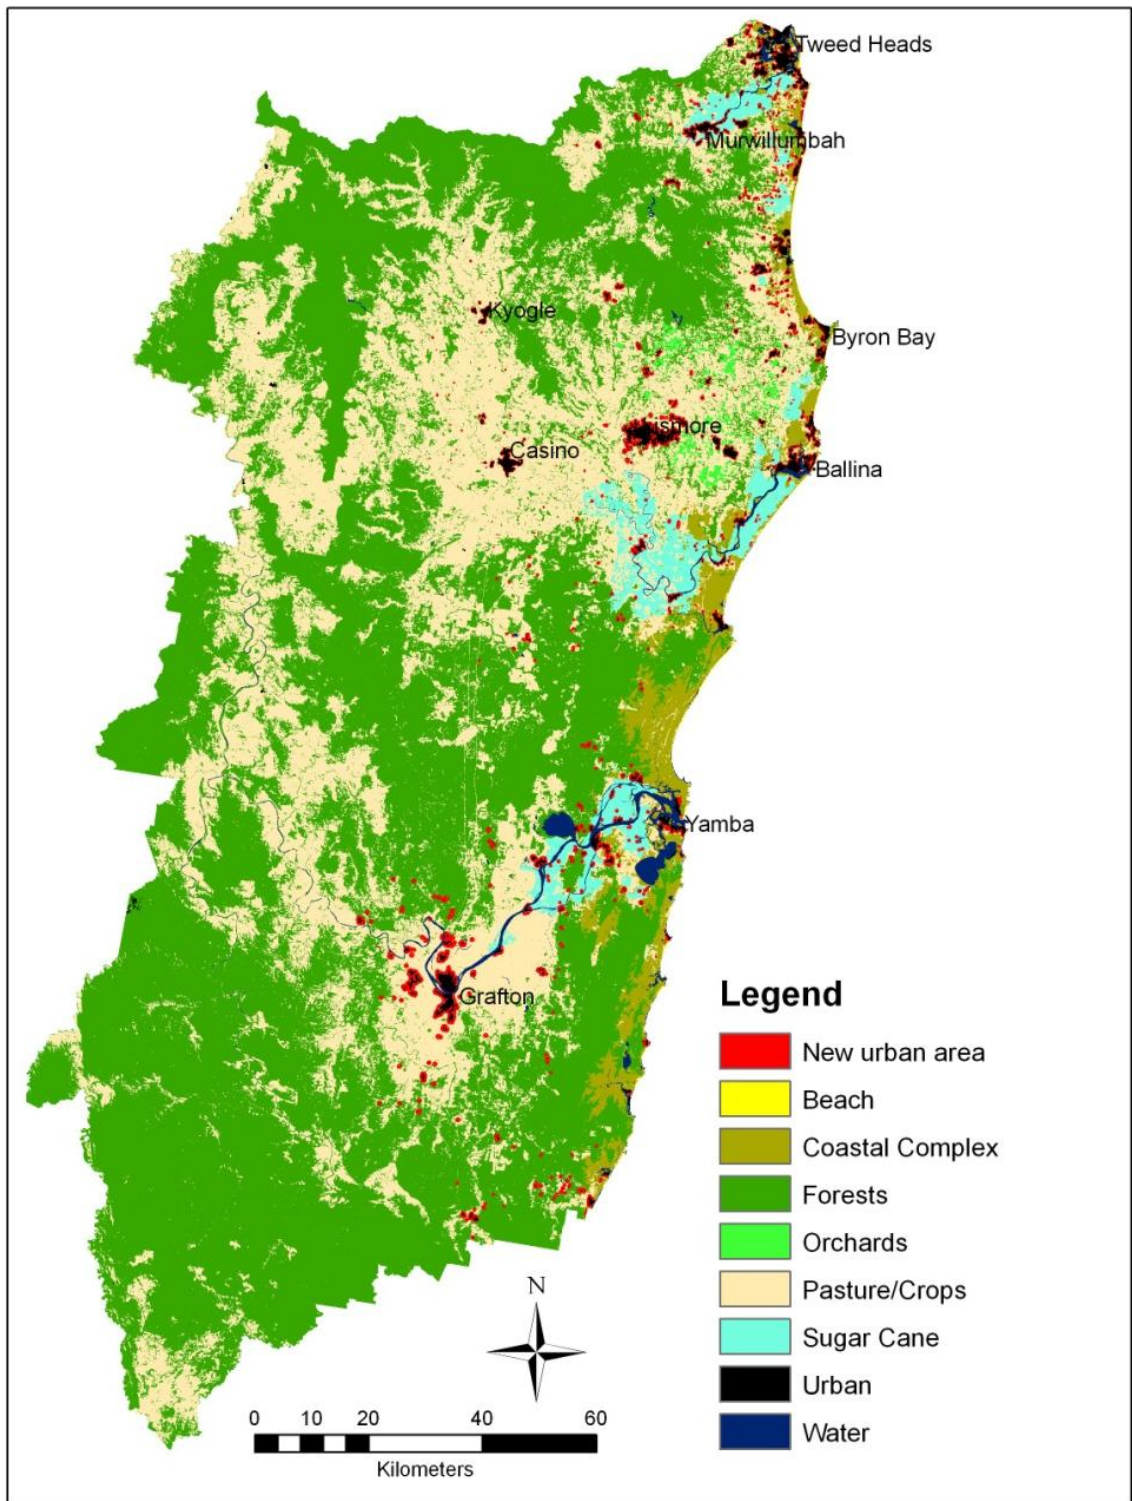 Tweed Heads
Murwillumbah
Kyogle
Byron Bay
Lismore
Casino
Ballina
Yamba
Grafton
Legend
New urban area
Beach
Coastal Complex
Forests
Orchards
Pasture/Crops
Sugar Cane
Urban
Water
N
0 10 20 40 60
Kilometers